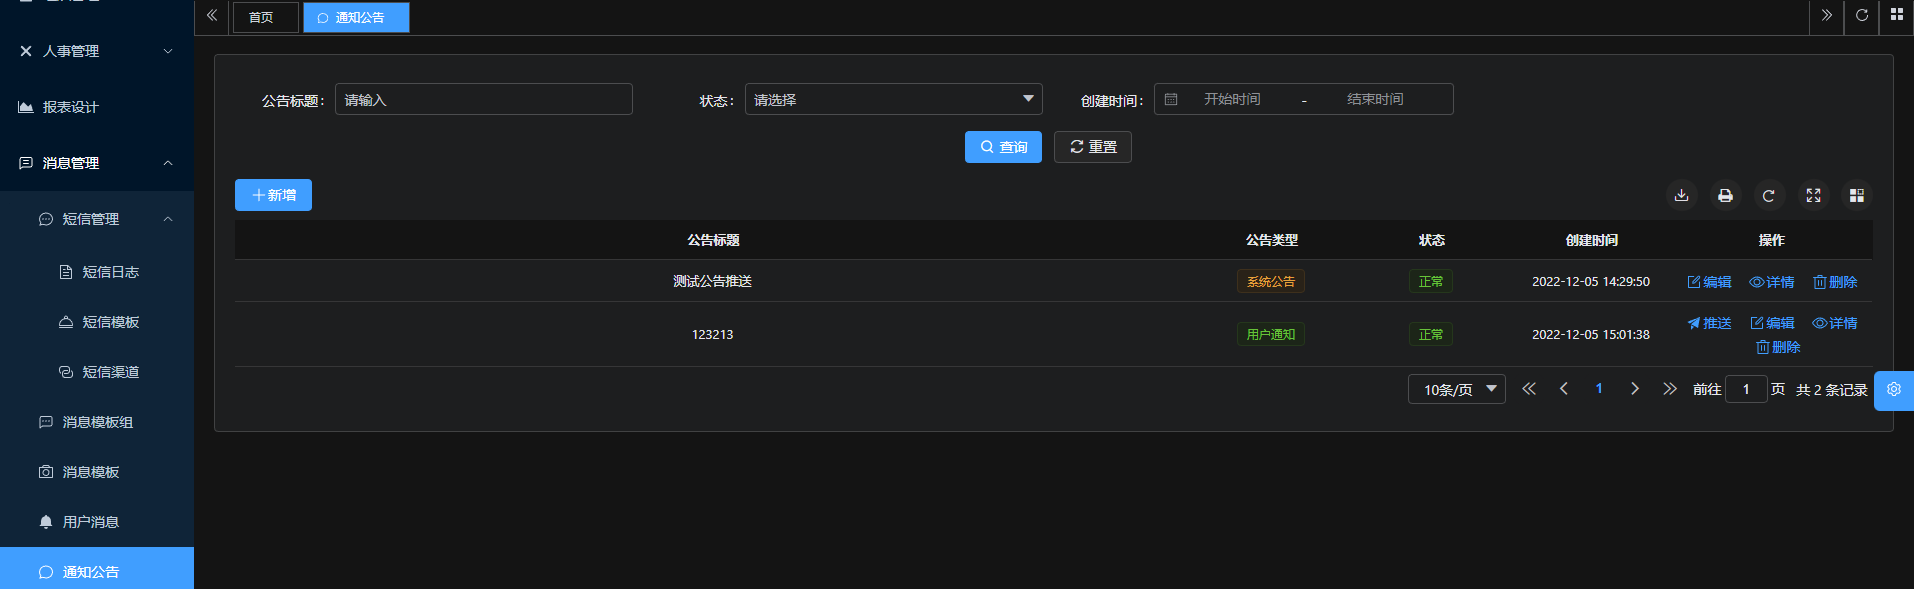 首页
通知公告
人事管理
报表设计
消息管理
短信管理
短信日志
短信模板
短信渠道
消息模板组
消息模板
用户消息
通知公告
公告标题： 请输入 状态： 请选择 创建时间： 开始时间 - 结束时间
查询 重置
新增
公告标题 公告类型 状态 创建时间 操作
测试公告推送 系统公告 正常 2022-12-05 14:29:50 编辑 详情 删除
123213 用户通知 正常 2022-12-05 15:01:38 推送 编辑 详情
删除
10条/页 1 前往 1 页 共 2 条记录